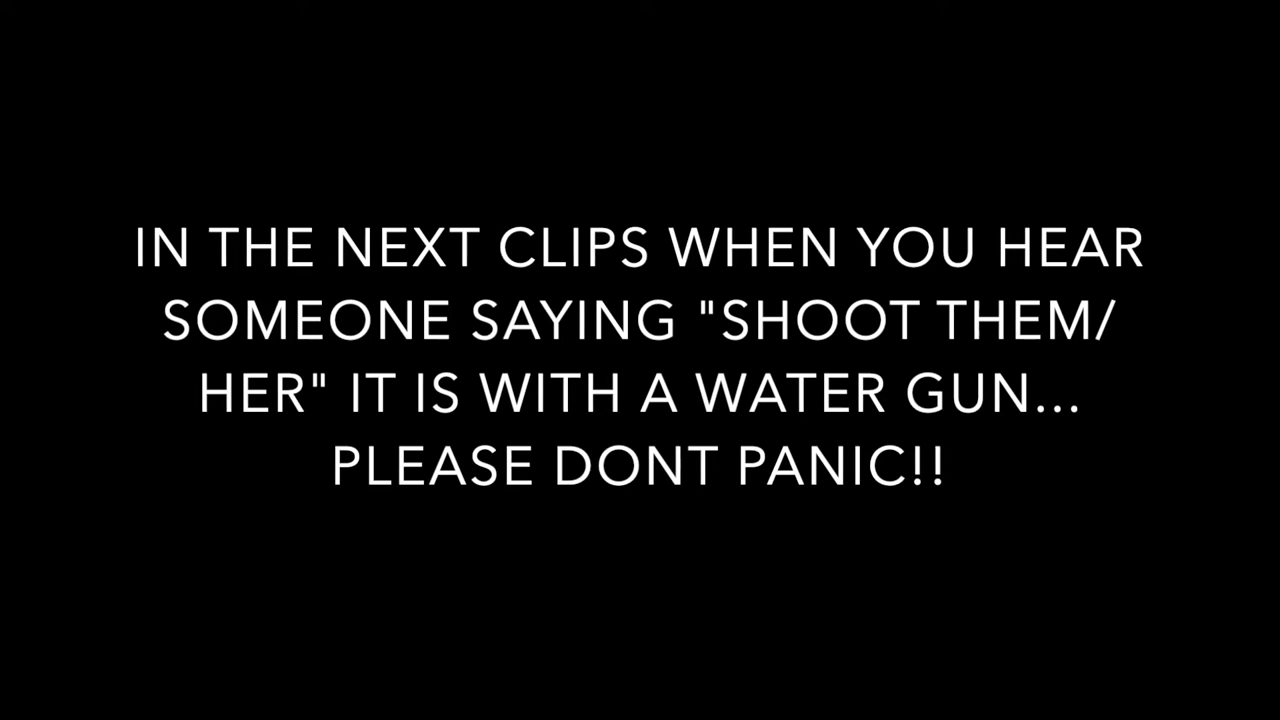 IN THE NEXT CLIPS WHEN YOU HEAR
SOMEONE SAYING "SHOOT THEM/
HER" IT IS WITH A WATER GUN...
PLEASE DONT PANIC!!